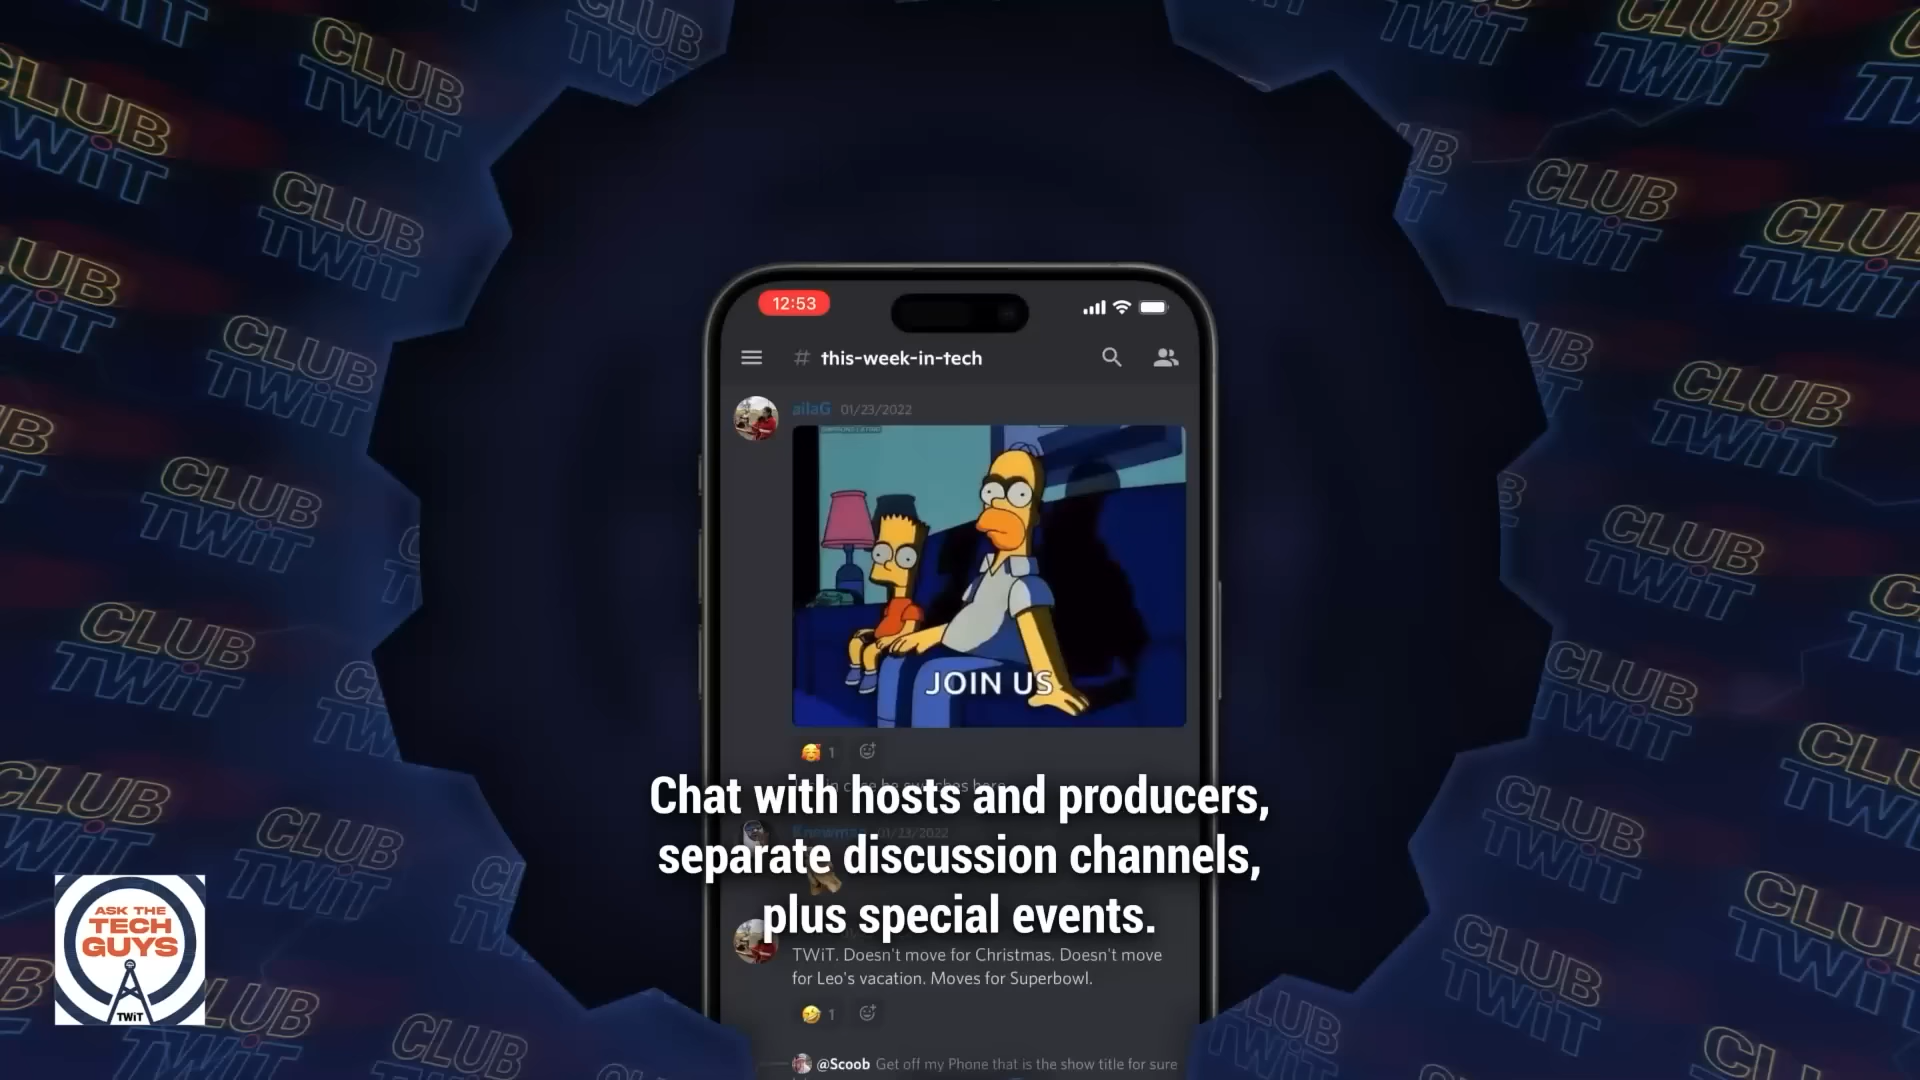 CLUB
TWiT
12:53
# this-week-in-tech
ailaG 01/23/2022
JOIN US
1
Chat with hosts and producers,
01/23/2022
separate discussion channels,
plus special events.
TWiT. Doesn't move for Christmas. Doesn't move
for Leo's vacation. Moves for Superbowl.
1
@Scoob Get off my Phone that is the show title for sure
ASK THE
TECH
GUYS
TWiT